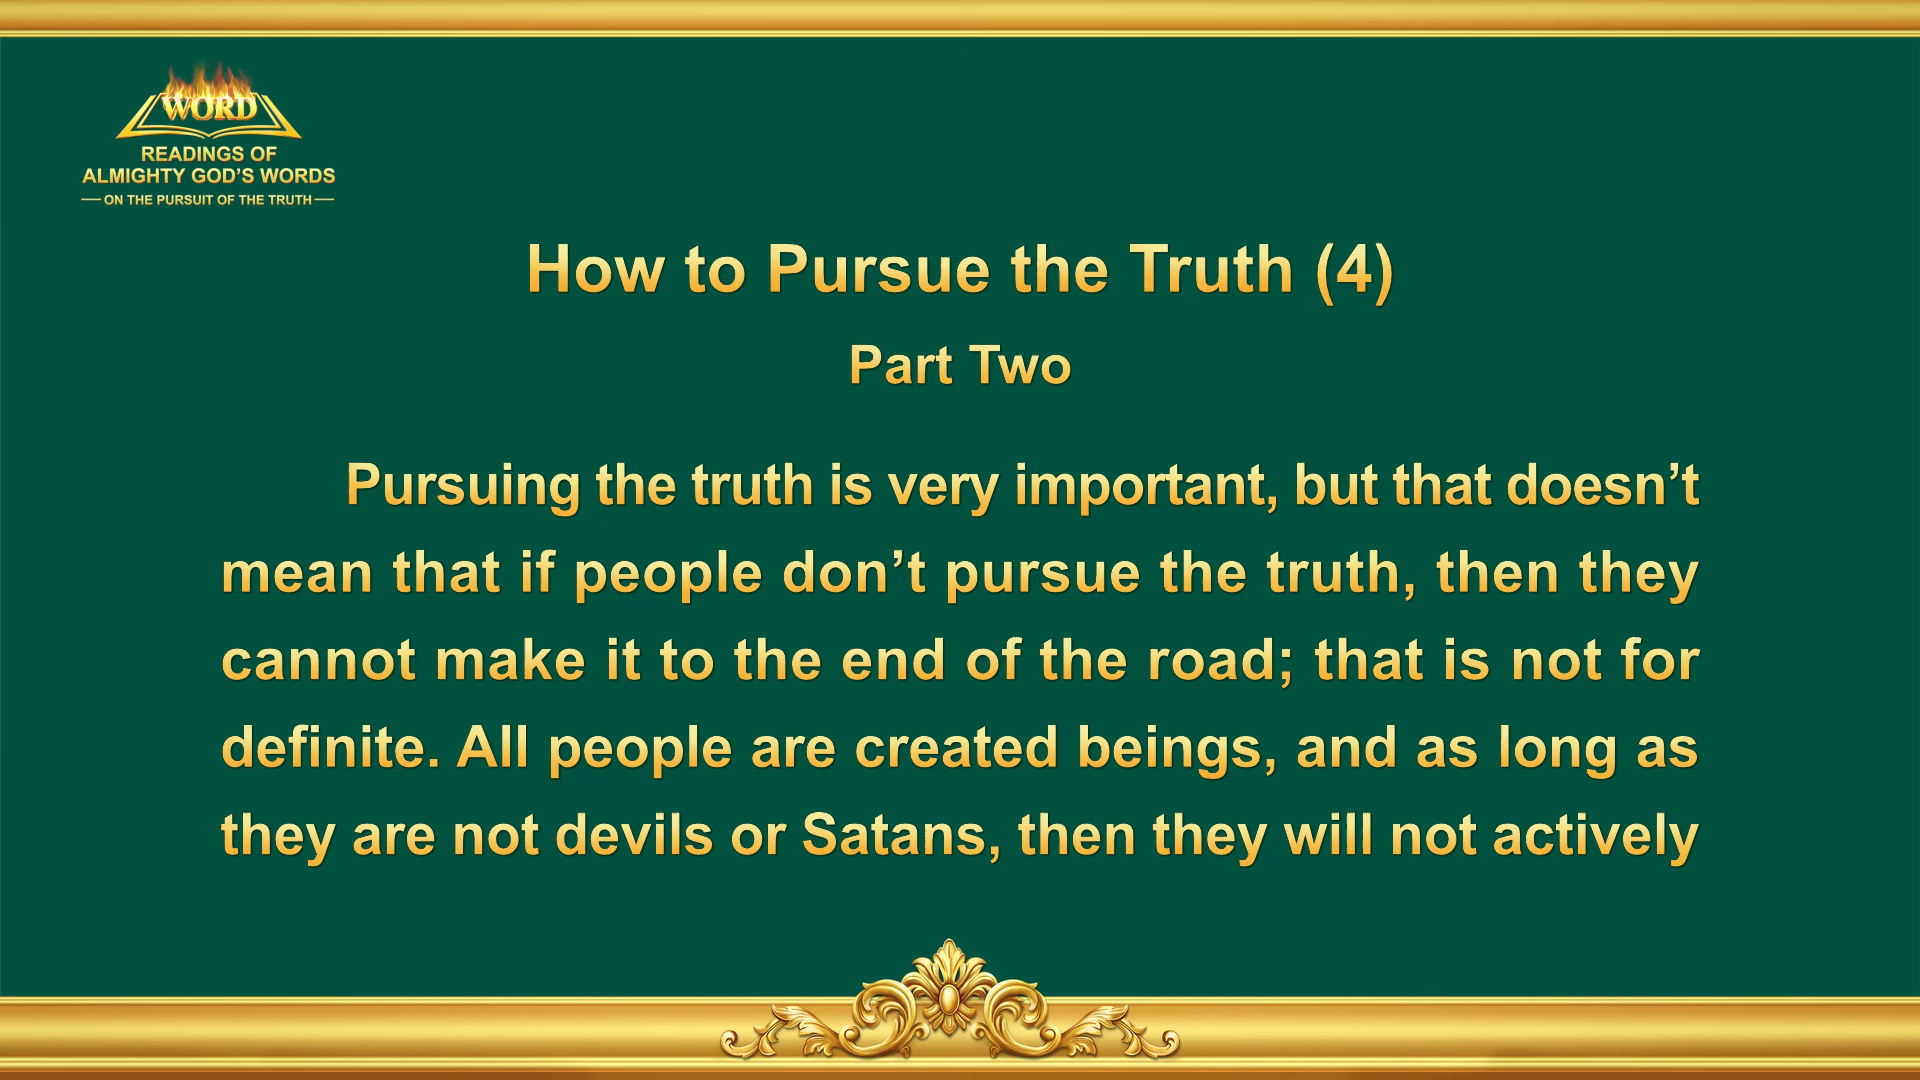 WORD
READINGS OF
ALMIGHTY GOD’S WORDS
ON THE PURSUIT OF THE TRUTH
How to Pursue the Truth (4)
Part Two
Pursuing the truth is very important, but that doesn’t
mean that if people don’t pursue the truth, then they
cannot make it to the end of the road; that is not for
definite. All people are created beings, and as long as
they are not devils or Satans, then they will not actively